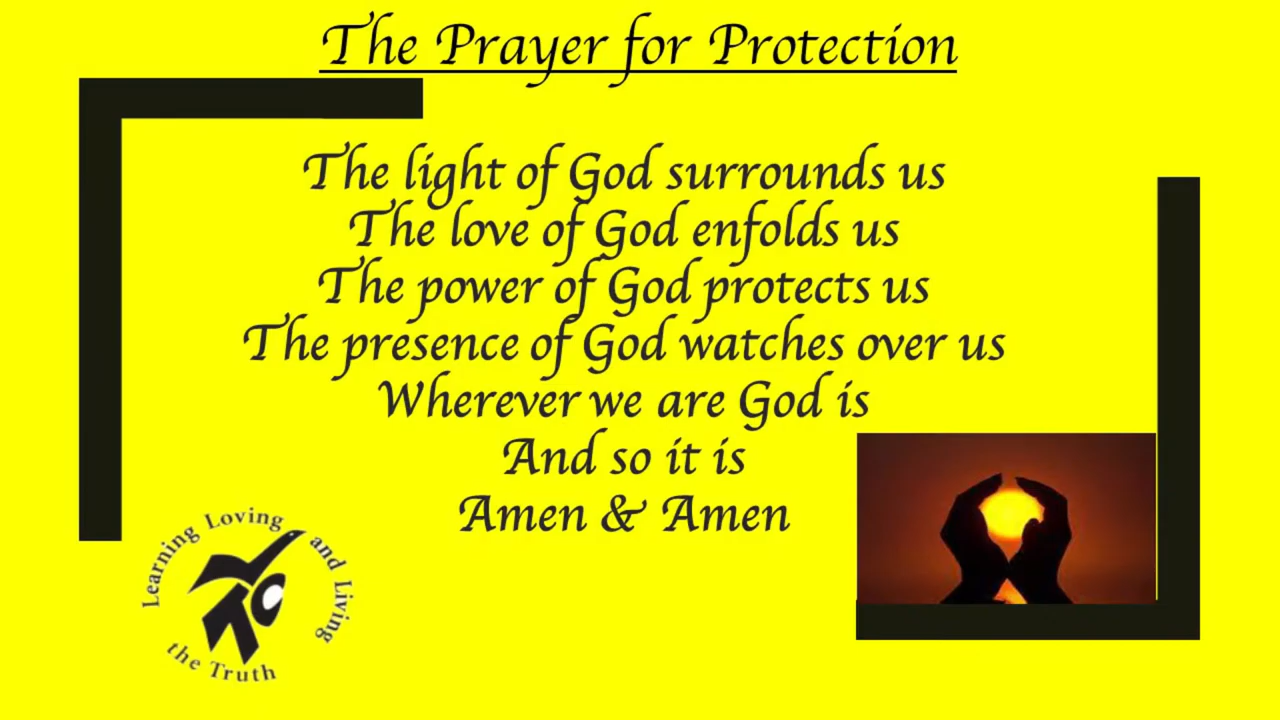 The Prayer for Protection
The light of God surrounds us
The love of God enfolds us
The power of God protects us
The presence of God watches over us
Wherever we are God is
And so it is
Amen & Amen
Learning Loving and Living
the Truth